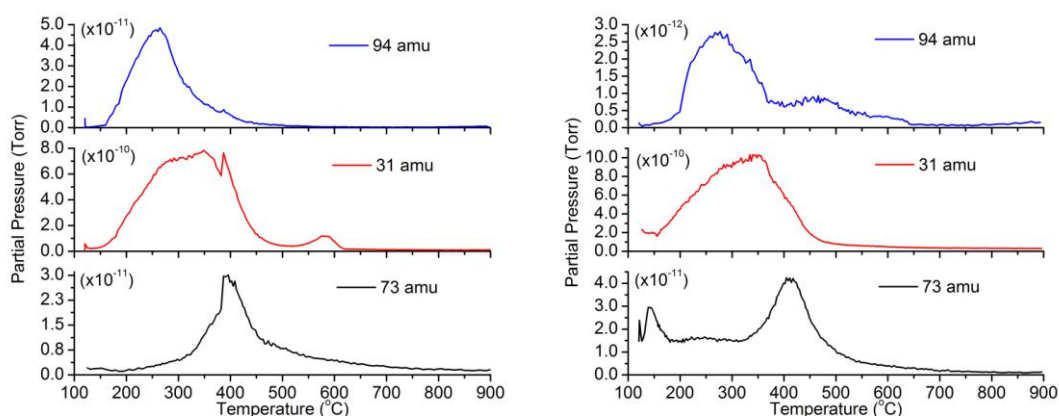 (x10⁻¹¹)
94 amu
5.0
4.0
3.0
2.0
1.0
0.0
(x10⁻¹⁰)
31 amu
8.0
6.0
4.0
2.0
0.0
(x10⁻¹¹)
73 amu
3.0
2.3
1.5
0.8
0.0
100 200 300 400 500 600 700 800 900
Temperature (°C)
Partial Pressure (Torr)
(x10⁻¹²)
94 amu
3.0
2.5
2.0
1.5
1.0
0.5
0.0
(x10⁻¹⁰)
31 amu
10.0
8.0
6.0
4.0
2.0
0.0
(x10⁻¹¹)
73 amu
4.0
3.0
2.0
1.0
0.0
100 200 300 400 500 600 700 800 900
Temperature (°C)
Partial Pressure (Torr)